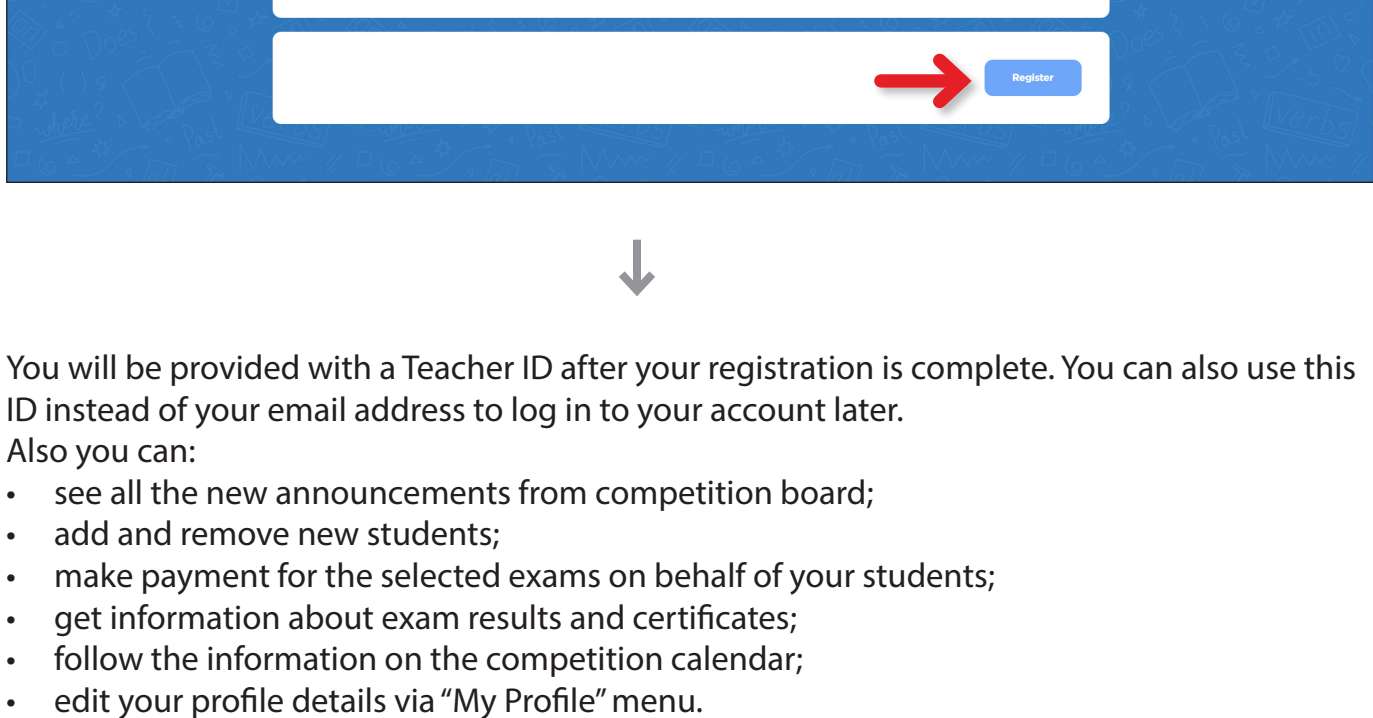 Does
where?
Past
verbs
Register
You will be provided with a Teacher ID after your registration is complete. You can also use this
ID instead of your email address to log in to your account later.
Also you can:
• see all the new announcements from competition board;
• add and remove new students;
• make payment for the selected exams on behalf of your students;
• get information about exam results and certificates;
• follow the information on the competition calendar;
• edit your profile details via “My Profile” menu.